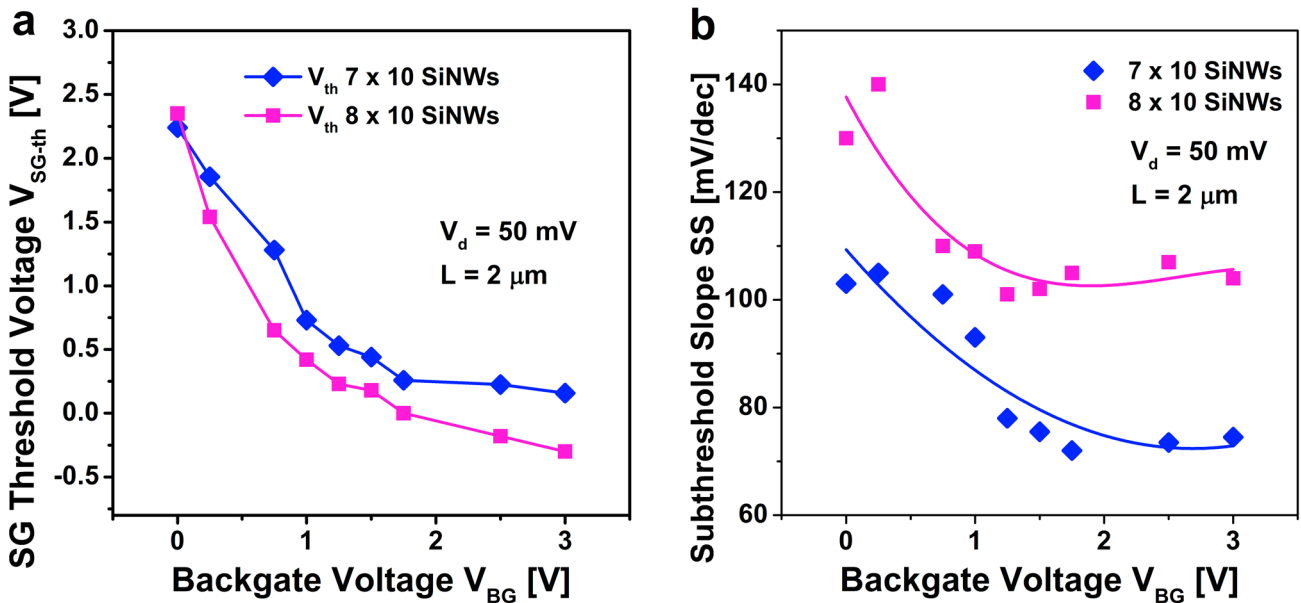 a
SG Threshold Voltage V_SG-th [V]
3.0
2.5
2.0
1.5
1.0
0.5
0.0
-0.5
V_th 7 x 10 SiNWs
V_th 8 x 10 SiNWs
V_d = 50 mV
L = 2 μm
0 1 2 3
Backgate Voltage V_BG [V]
b
Subthreshold Slope SS [mV/dec]
140
120
100
80
60
7 x 10 SiNWs
8 x 10 SiNWs
V_d = 50 mV
L = 2 μm
0 1 2 3
Backgate Voltage V_BG [V]